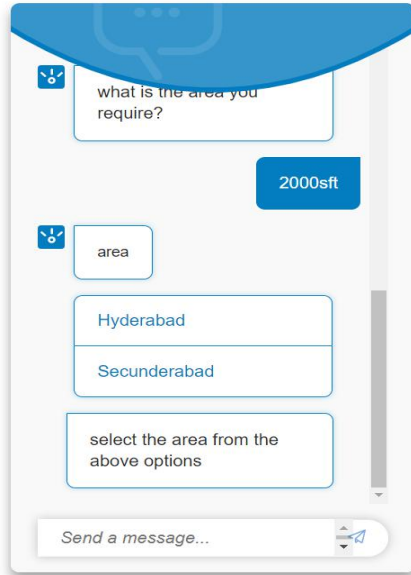 what is the area you
require?
2000sft
area
Hyderabad
Secunderabad
select the area from the
above options
Send a message...